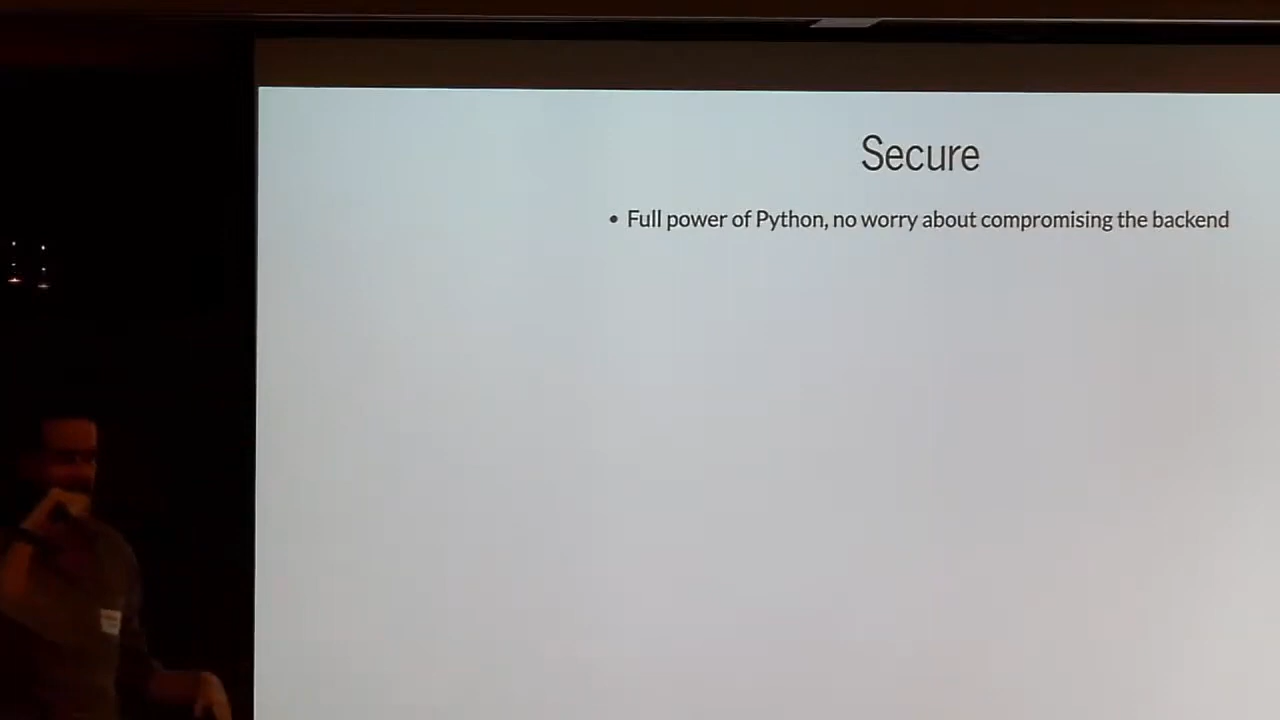 Secure
• Full power of Python, no worry about compromising the backend